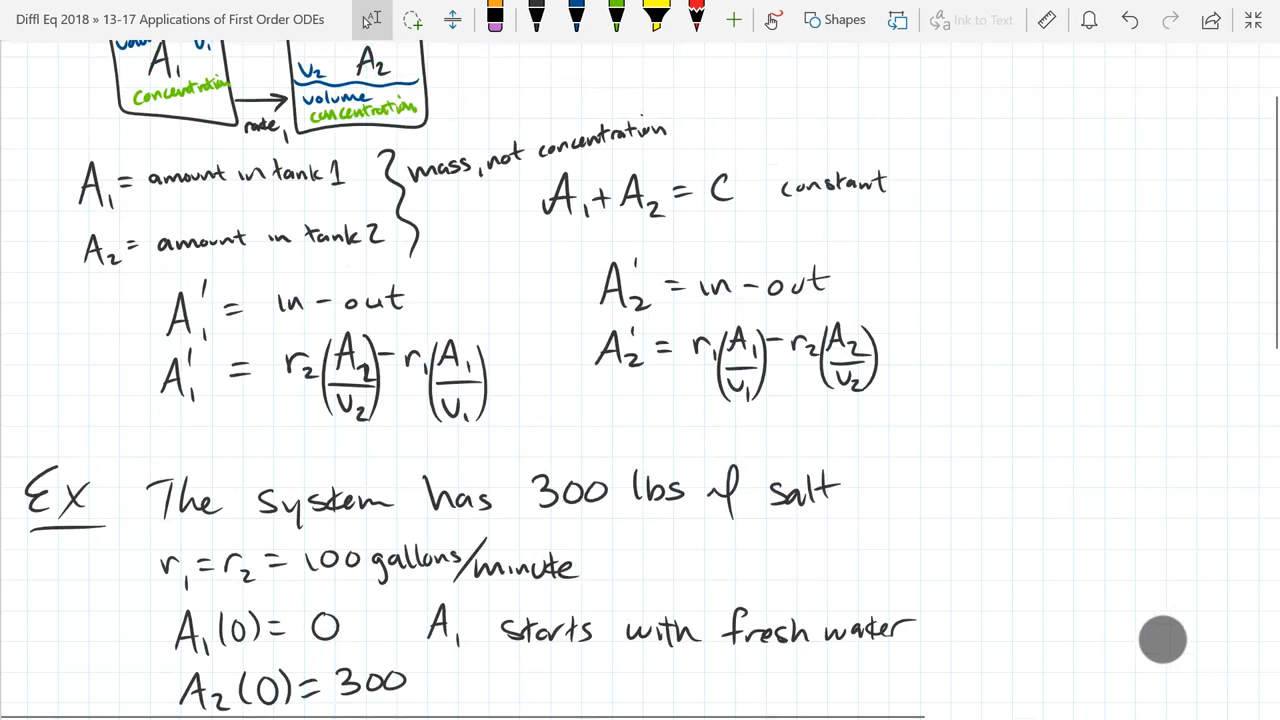 Diffl Eq 2018 » 13-17 Applications of First Order ODEs
Shapes
Ink to Text
V₁
A₁
V₂ A₂
concentration
volume
concentration
rate₁
A₁ = amount in tank 1
A₂ = amount in tank 2
mass, not concentration
A₁ + A₂ = C constant
A₁' = in - out
A₂' = in - out
A₁' = r₂(A₂/V₂) - r₁(A₁/V₁)
A₂' = r₁(A₁/V₁) - r₂(A₂/V₂)
Ex The system has 300 lbs of salt
r₁ = r₂ = 100 gallons/minute
A₁(0) = 0 A₁ starts with fresh water
A₂(0) = 300